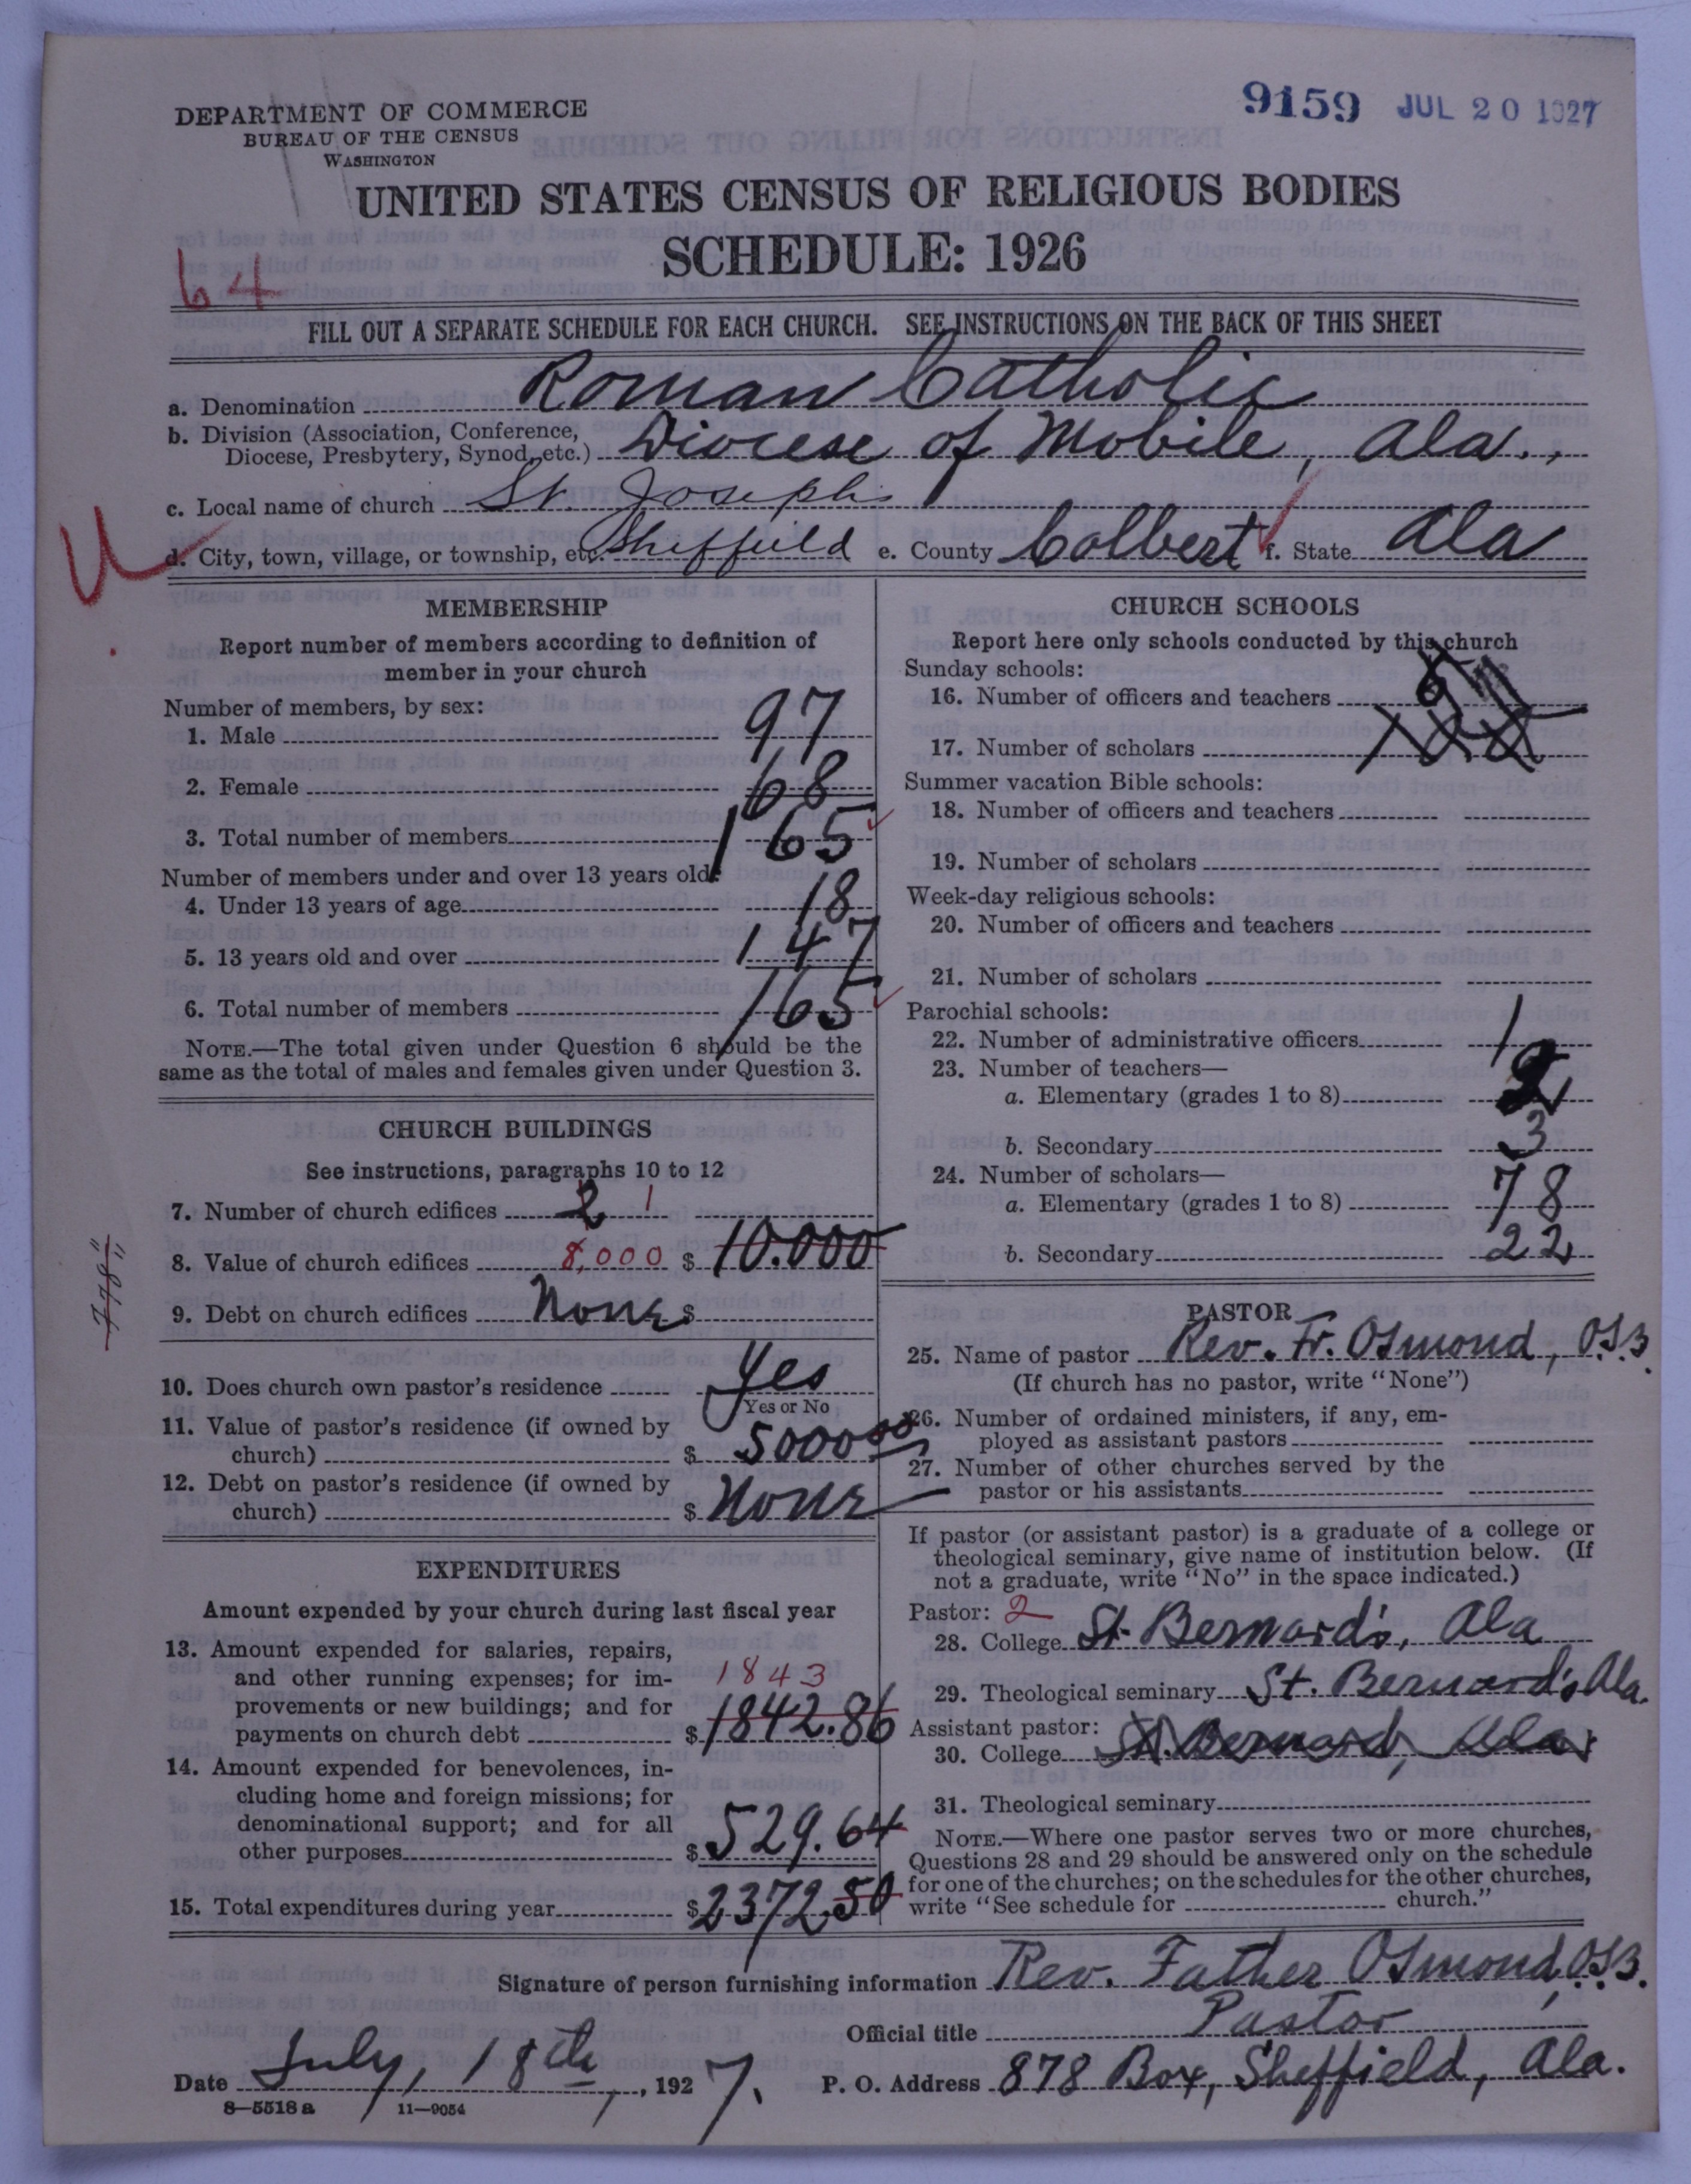 9159 JUL 20 1927
DEPARTMENT OF COMMERCE
BUREAU OF THE CENSUS
WASHINGTON
UNITED STATES CENSUS OF RELIGIOUS BODIES
SCHEDULE: 1926
64
FILL OUT A SEPARATE SCHEDULE FOR EACH CHURCH. SEE INSTRUCTIONS ON THE BACK OF THIS SHEET
a. Denomination Roman Catholic
b. Division (Association, Conference, Diocese, Presbytery, Synod, etc.) Diocese of Mobile, Ala.,
c. Local name of church St. Josephs
d. City, town, village, or township, etc. Sheffield e. County Colbert f. State Ala
U
MEMBERSHIP
Report number of members according to definition of
member in your church
Number of members, by sex:
1. Male 97
2. Female 68
3. Total number of members 165
Number of members under and over 13 years old:
4. Under 13 years of age 18
5. 13 years old and over 147
6. Total number of members 165
NOTE.—The total given under Question 6 should be the
same as the total of males and females given under Question 3.
CHURCH BUILDINGS
See instructions, paragraphs 10 to 12
7. Number of church edifices 2 1
8. Value of church edifices 8,000 $ 10.000
9. Debt on church edifices None $
10. Does church own pastor's residence Yes
Yes or No
11. Value of pastor's residence (if owned by
church) $ 5000 00
12. Debt on pastor's residence (if owned by
church) $ None
EXPENDITURES
Amount expended by your church during last fiscal year
13. Amount expended for salaries, repairs,
and other running expenses; for im- 1843
provements or new buildings; and for
payments on church debt $ 1842.86
14. Amount expended for benevolences, in-
cluding home and foreign missions; for
denominational support; and for all
other purposes $ 529.64
15. Total expenditures during year $ 2372.50
CHURCH SCHOOLS
Report here only schools conducted by this church
Sunday schools:
16. Number of officers and teachers
17. Number of scholars
Summer vacation Bible schools:
18. Number of officers and teachers
19. Number of scholars
Week-day religious schools:
20. Number of officers and teachers
21. Number of scholars
Parochial schools:
22. Number of administrative officers 1
23. Number of teachers—
a. Elementary (grades 1 to 8) 2
b. Secondary 3
24. Number of scholars—
a. Elementary (grades 1 to 8) 78
b. Secondary 22
PASTOR
25. Name of pastor Rev. Fr. Osmond, O.S.B.
(If church has no pastor, write "None")
26. Number of ordained ministers, if any, em-
ployed as assistant pastors
27. Number of other churches served by the
pastor or his assistants
If pastor (or assistant pastor) is a graduate of a college or
theological seminary, give name of institution below. (If
not a graduate, write "No" in the space indicated.)
Pastor: 2
28. College St. Bernard's, Ala
29. Theological seminary St. Bernard's Ala.
Assistant pastor:
30. College St. Bernard, Ala.
31. Theological seminary
NOTE.—Where one pastor serves two or more churches,
Questions 28 and 29 should be answered only on the schedule
for one of the churches; on the schedules for the other churches,
write "See schedule for church."
Signature of person furnishing information Rev. Father Osmond, O.S.B.
Official title Pastor
Date July, 18th, 1927. P. O. Address 878 Box, Sheffield, Ala.
8—5518a 11—9054